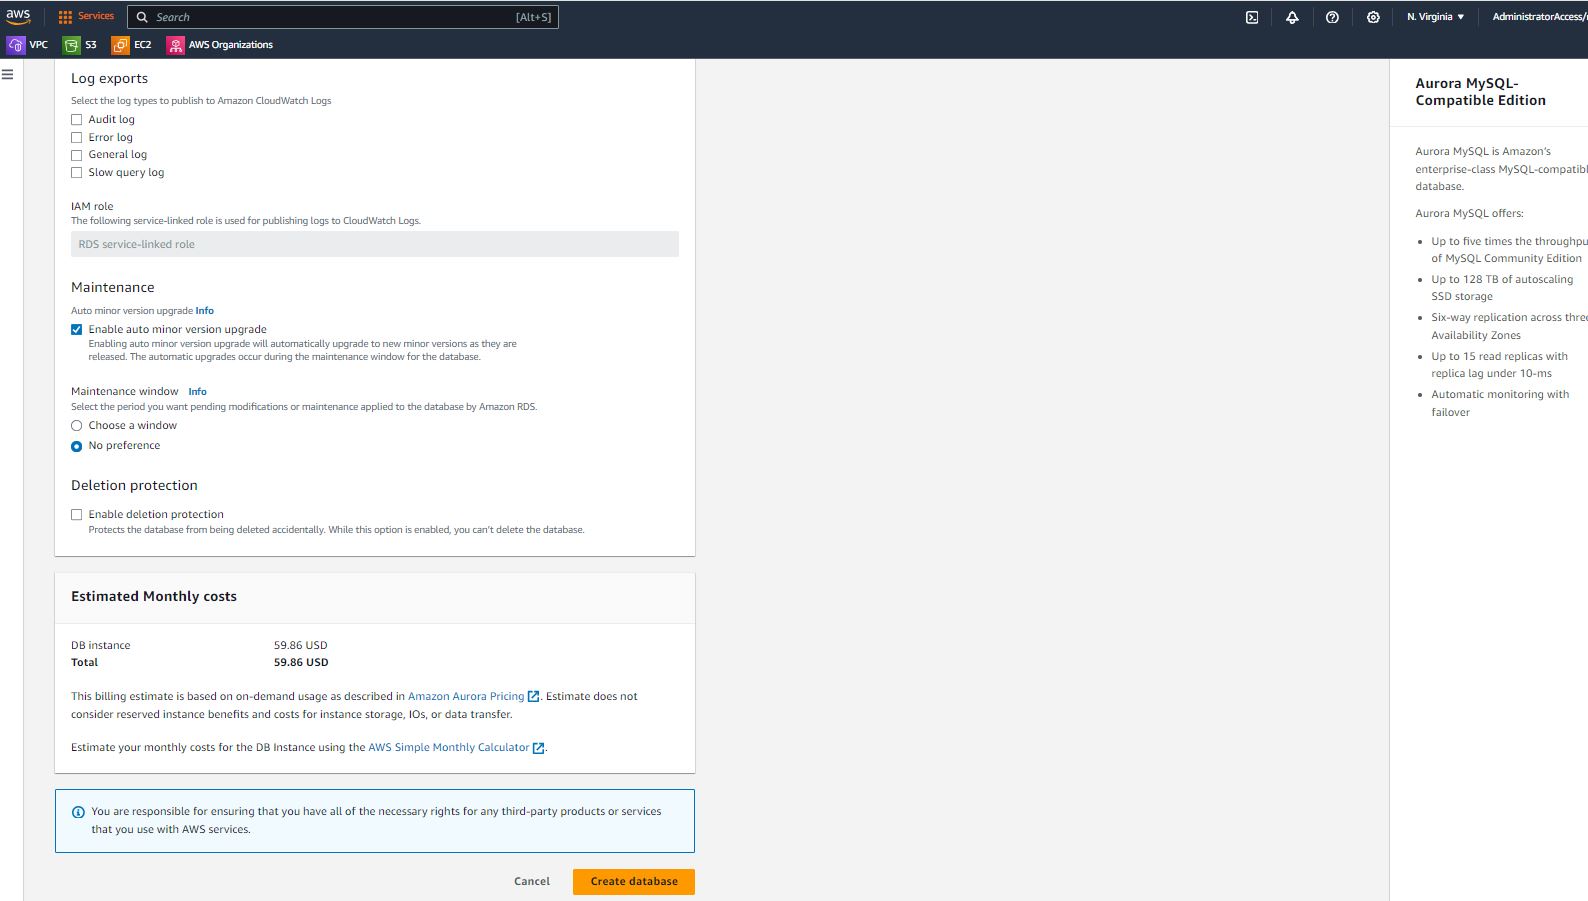 aws
Services
Search
[Alt+S]
N. Virginia
AdministratorAccess/
VPC
S3
EC2
AWS Organizations
Log exports
Select the log types to publish to Amazon CloudWatch Logs
Audit log
Error log
General log
Slow query log
IAM role
The following service-linked role is used for publishing logs to CloudWatch Logs.
RDS service-linked role
Maintenance
Auto minor version upgrade Info
Enable auto minor version upgrade
Enabling auto minor version upgrade will automatically upgrade to new minor versions as they are
released. The automatic upgrades occur during the maintenance window for the database.
Maintenance window Info
Select the period you want pending modifications or maintenance applied to the database by Amazon RDS.
Choose a window
No preference
Deletion protection
Enable deletion protection
Protects the database from being deleted accidentally. While this option is enabled, you can't delete the database.
Estimated Monthly costs
DB instance 59.86 USD
Total 59.86 USD
This billing estimate is based on on-demand usage as described in Amazon Aurora Pricing. Estimate does not
consider reserved instance benefits and costs for instance storage, IOs, or data transfer.
Estimate your monthly costs for the DB Instance using the AWS Simple Monthly Calculator.
You are responsible for ensuring that you have all of the necessary rights for any third-party products or services
that you use with AWS services.
Cancel
Create database
Aurora MySQL-
Compatible Edition
Aurora MySQL is Amazon's
enterprise-class MySQL-compatibl
database.
Aurora MySQL offers:
Up to five times the throughpu
of MySQL Community Edition
Up to 128 TB of autoscaling
SSD storage
Six-way replication across three
Availability Zones
Up to 15 read replicas with
replica lag under 10-ms
Automatic monitoring with
failover